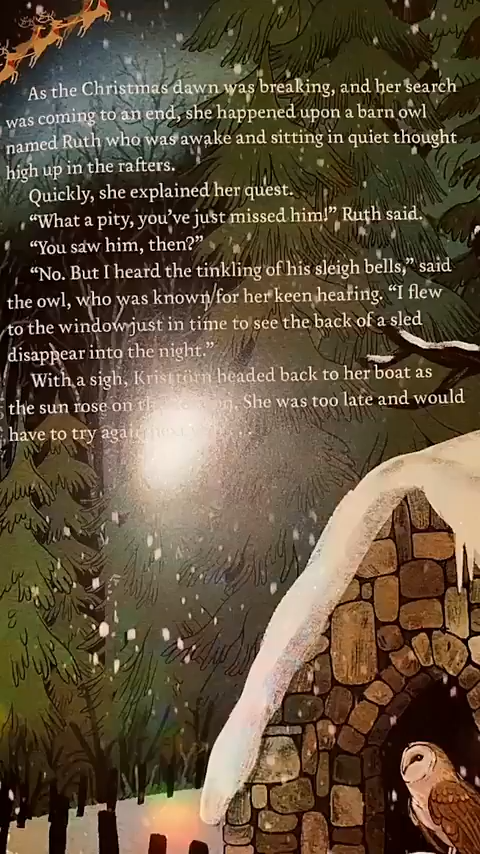 As the Christmas dawn was breaking, and her search
was coming to an end, she happened upon a barn owl
named Ruth who was awake and sitting in quiet thought
high up in the rafters.
Quickly, she explained her quest.
“What a pity, you’ve just missed him!” Ruth said.
“You saw him, then?”
“No. But I heard the tinkling of his sleigh bells,” said
the owl, who was known for her keen hearing. “I flew
to the window just in time to see the back of a sled
disappear into the night.”
With a sigh, headed back to her boat as
the sun rose on She was too late and would
have to try again